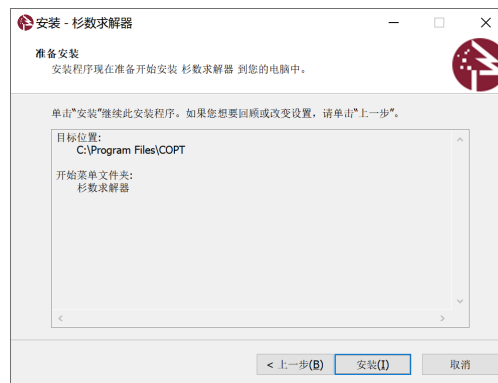 安装 - 杉数求解器
准备安装
安装程序现在准备开始安装 杉数求解器 到您的电脑中。
单击“安装”继续此安装程序。如果您想要回顾或改变设置，请单击“上一步”。
目标位置:
C:\Program Files\COPT
开始菜单文件夹:
杉数求解器
< 上一步(B)
安装(I)
取消